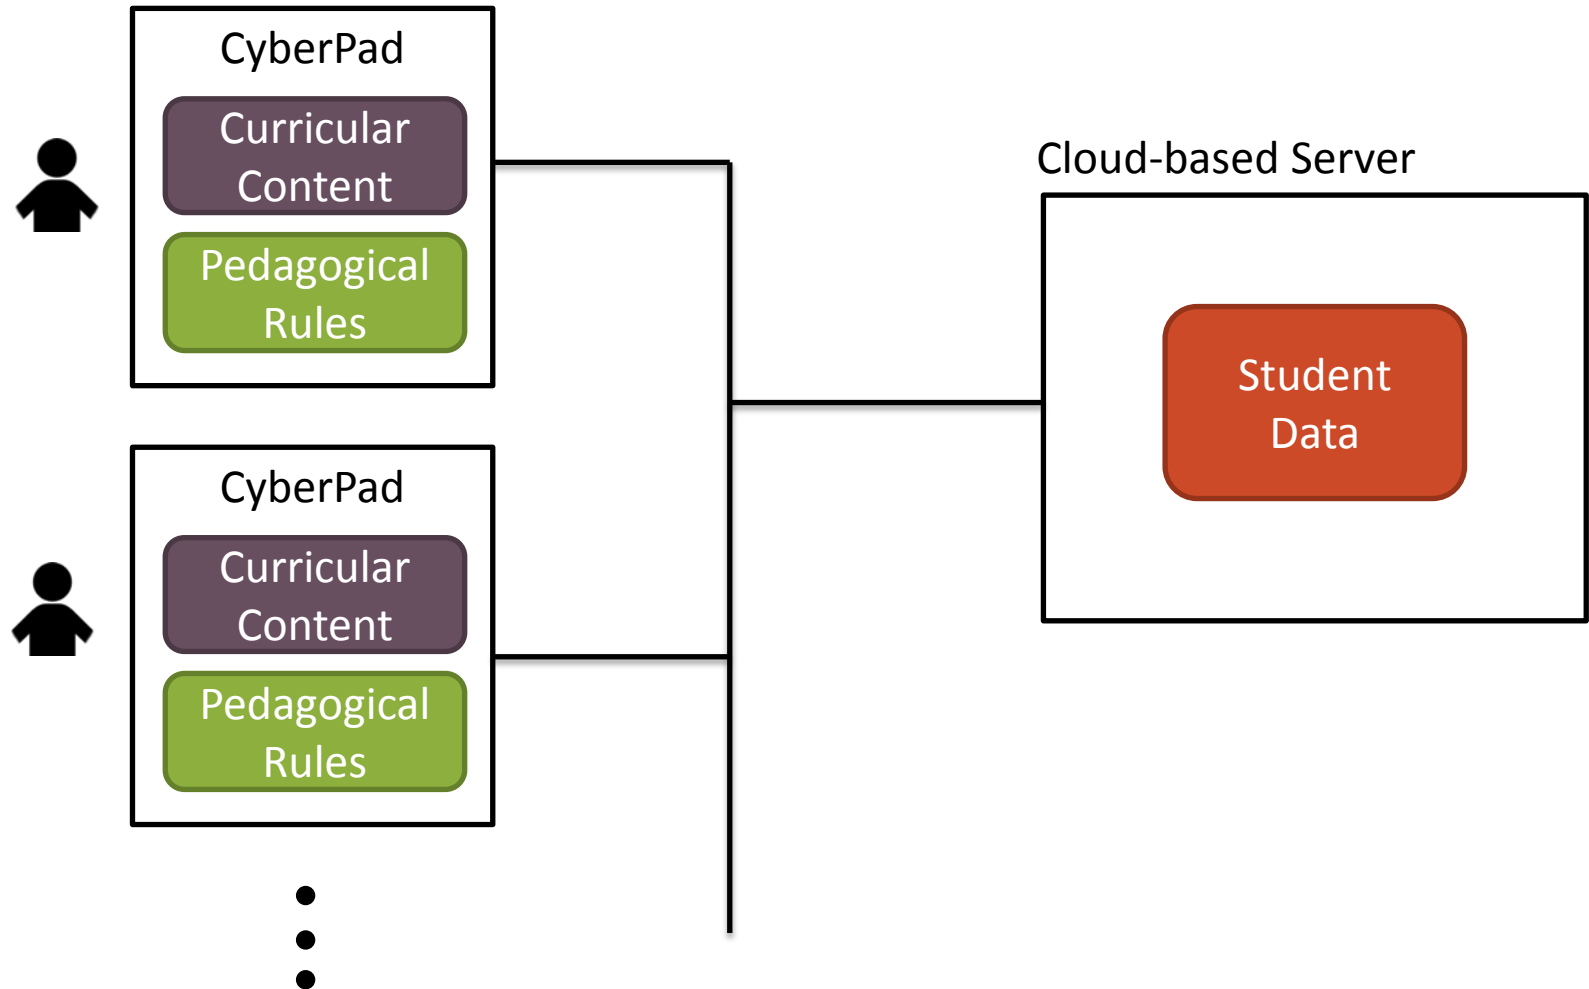 CyberPad
Curricular
Content
Pedagogical
Rules
Cloud-based Server
Student
Data
CyberPad
Curricular
Content
Pedagogical
Rules